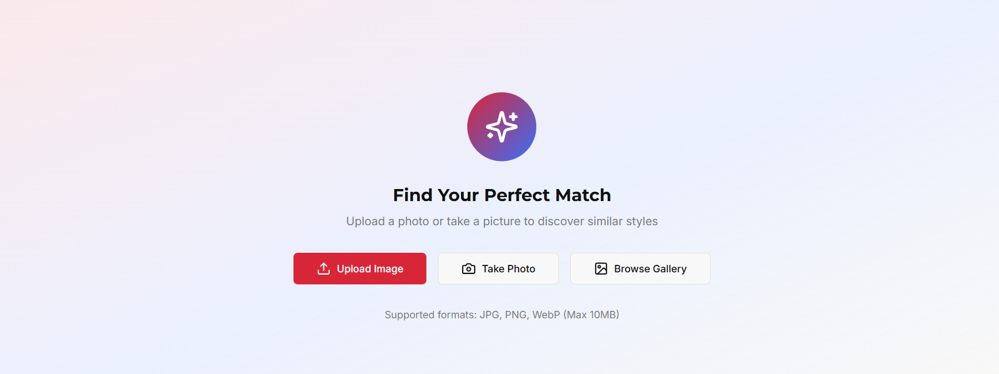 Find Your Perfect Match
Upload a photo or take a picture to discover similar styles
Upload Image
Take Photo
Browse Gallery
Supported formats: JPG, PNG, WebP (Max 10MB)